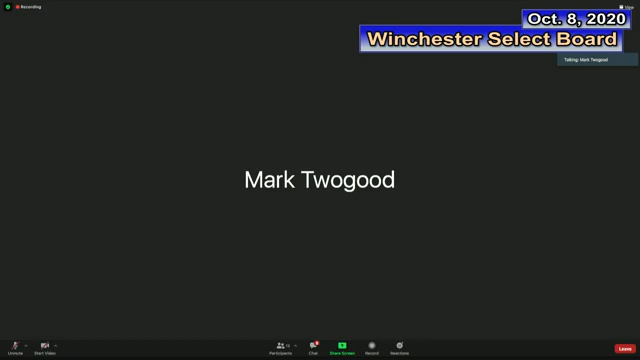 Recording
View
Oct. 8, 2020
Winchester Select Board
Talking: Mark Twogood
Mark Twogood
Unmute
Start Video
Participants
Chat
Share Screen
Record
Reactions
Leave